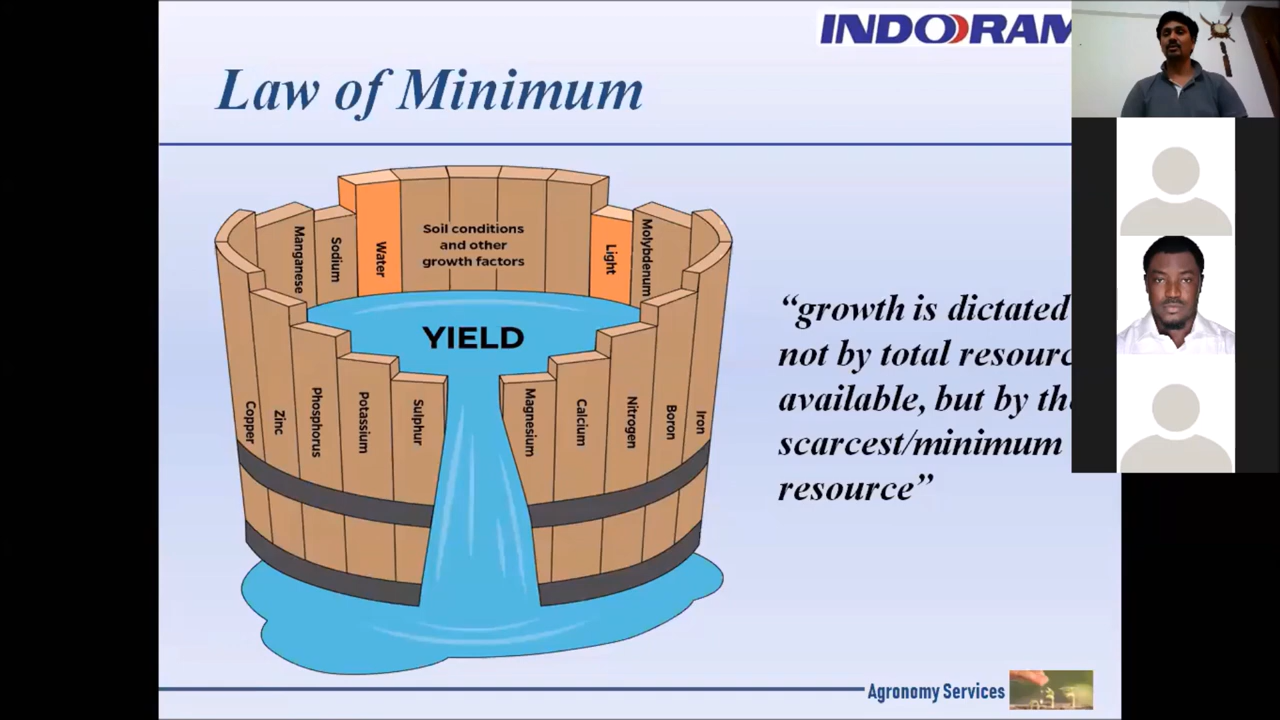 INDORAM
Law of Minimum
Manganese
Sodium
Water
Soil conditions
and other
growth factors
Light
Molybdenum
YIELD
Copper
Zinc
Phosphorus
Potassium
Sulphur
Magnesium
Calcium
Nitrogen
Boron
Iron
“growth is dictated
not by total resourc
available, but by th
scarcest/minimum
resource”
Agronomy Services